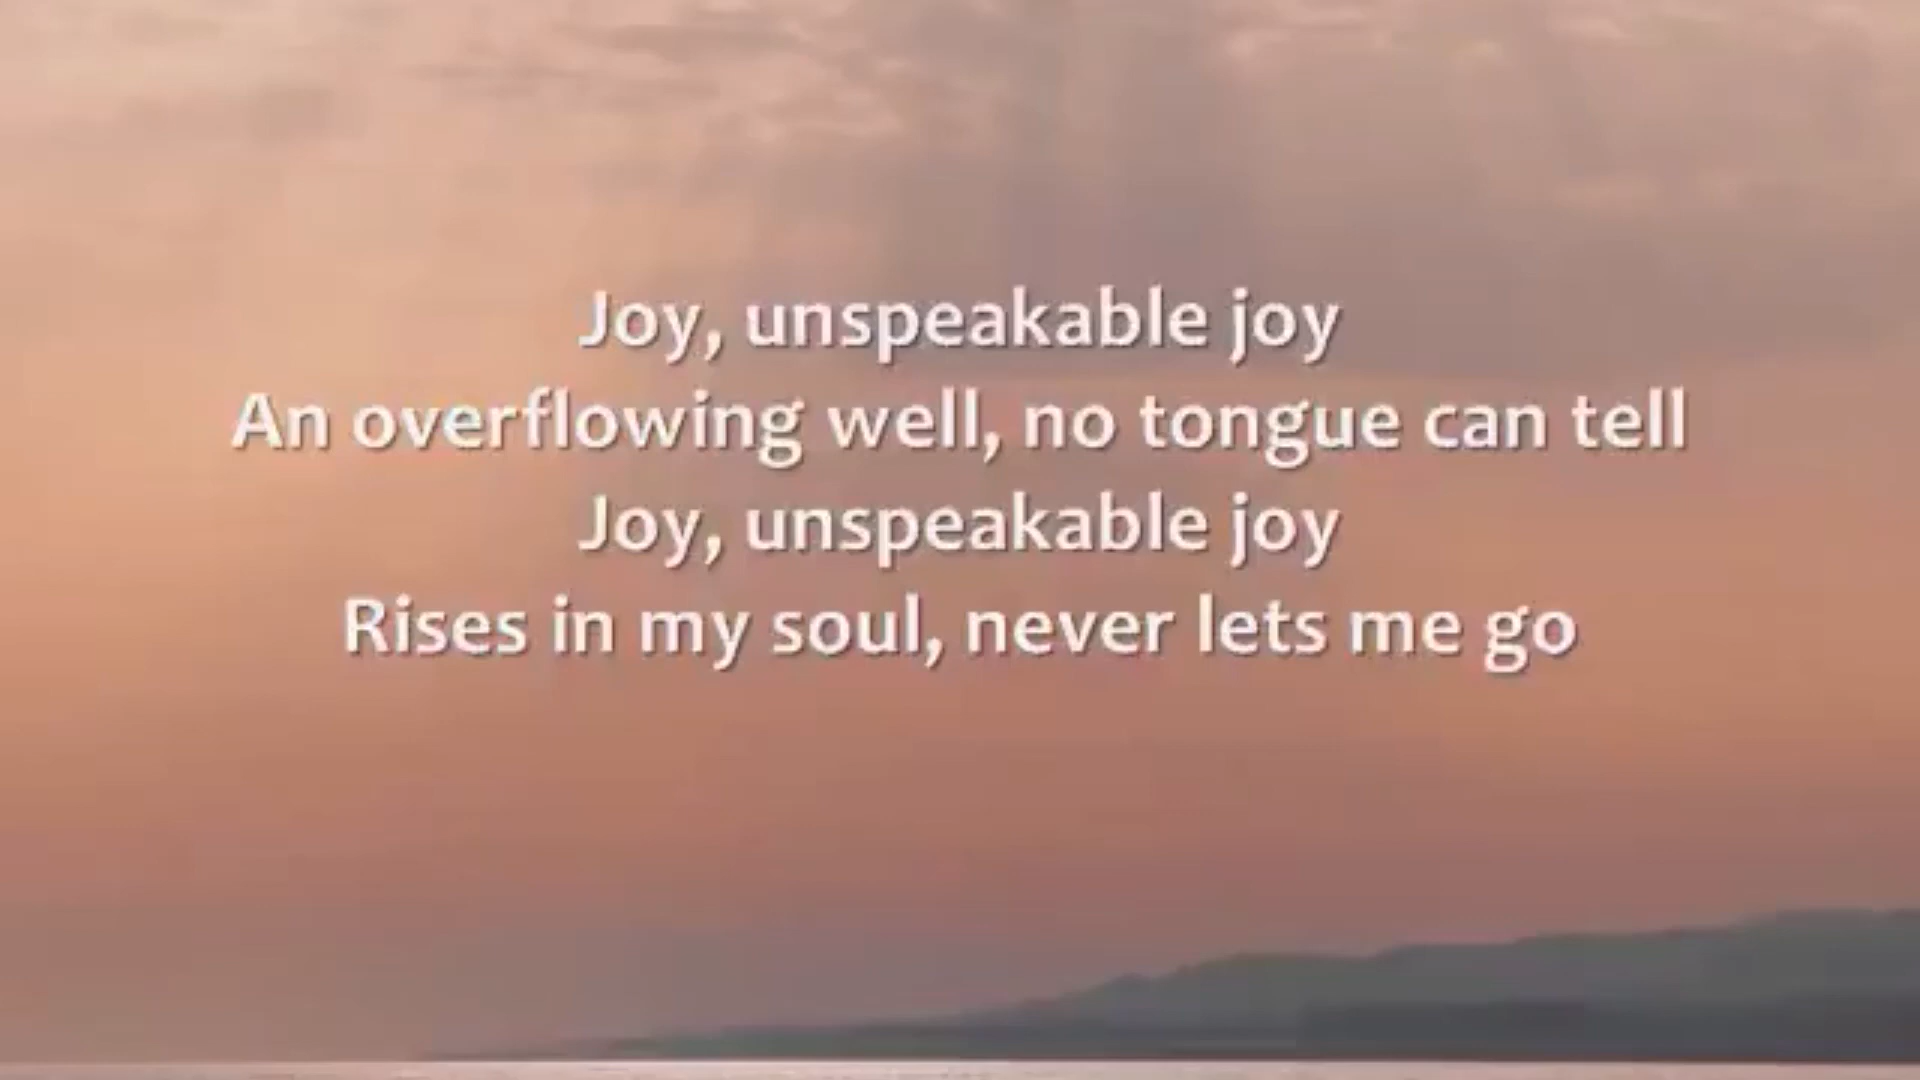 Joy, unspeakable joy
An overflowing well, no tongue can tell
Joy, unspeakable joy
Rises in my soul, never lets me go